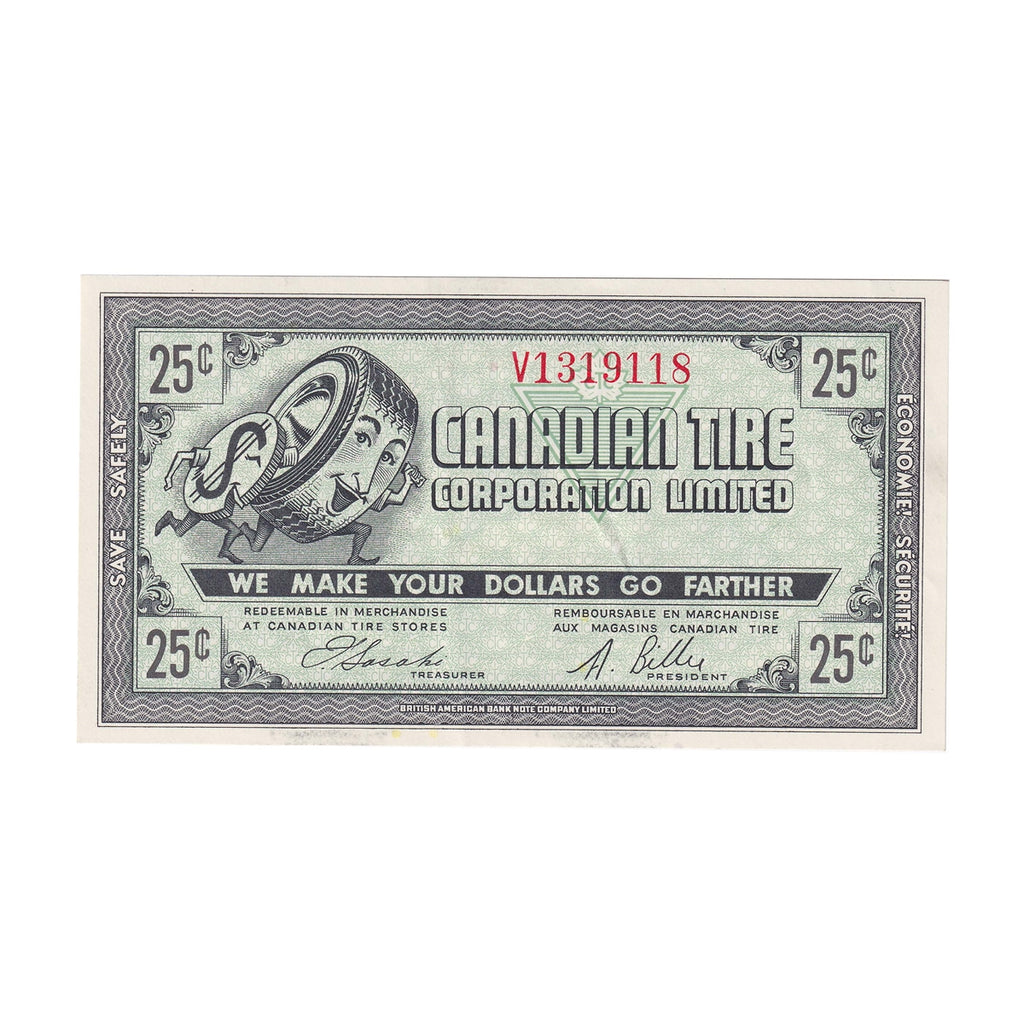 25¢
V1319118
25¢
CANADIAN TIRE
CORPORATION LIMITED
$
SAVE SAFELY
ÉCONOMIE! SÉCURITÉ!
WE MAKE YOUR DOLLARS GO FARTHER
REDEEMABLE IN MERCHANDISE
AT CANADIAN TIRE STORES
REMBOURSABLE EN MARCHANDISE
AUX MAGASINS CANADIAN TIRE
25¢
TREASURER
A. Billes
PRESIDENT
25¢
BRITISH AMERICAN BANK NOTE COMPANY LIMITED